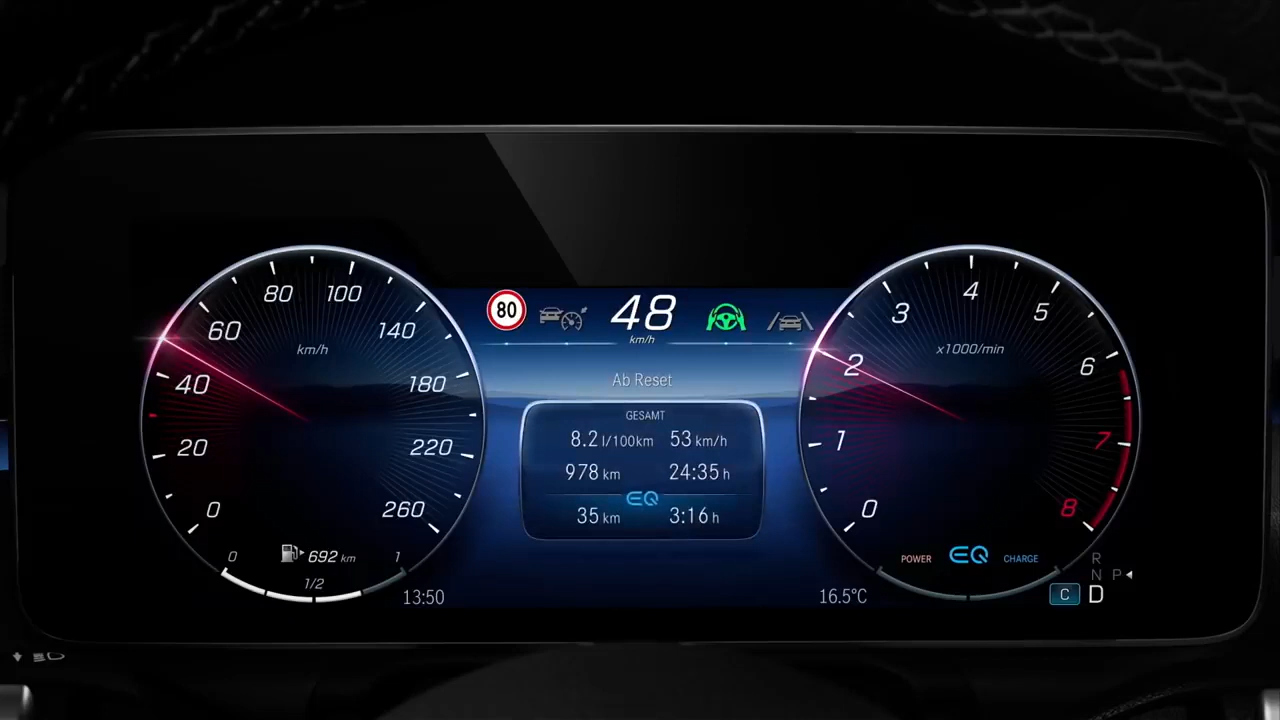 80
48
km/h
Ab Reset
GESAMT
8.2 l/100km 53 km/h
978 km 24:35 h
EQ
35 km 3:16 h
0
20
40
60
80
100
140
180
220
260
km/h
0
692 km
1
1/2
13:50
0
1
2
3
4
5
6
7
8
x1000/min
POWER EQ CHARGE
16.5°C
R
N P
C D